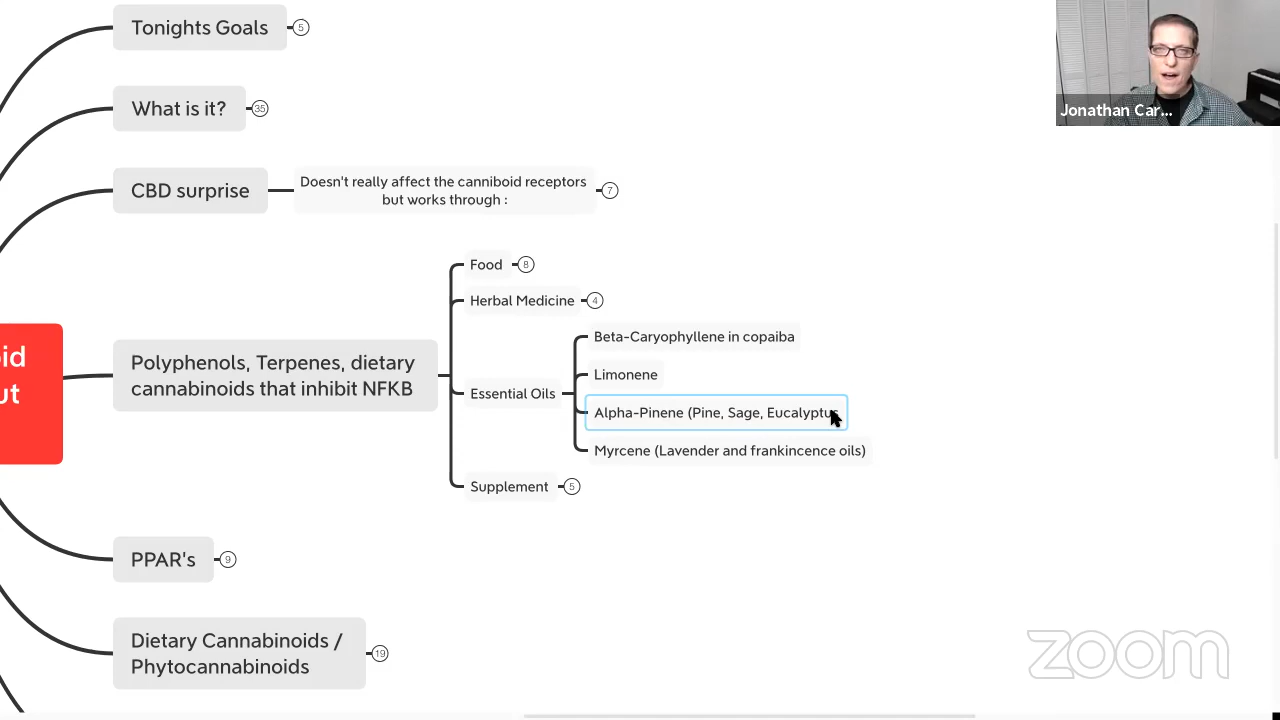 Tonights Goals
5
What is it?
35
CBD surprise
Doesn't really affect the canniboid receptors
but works through :
7
Food
8
Herbal Medicine
4
Polyphenols, Terpenes, dietary
cannabinoids that inhibit NFKB
Essential Oils
Beta-Caryophyllene in copaiba
Limonene
Alpha-Pinene (Pine, Sage, Eucalyptus
Myrcene (Lavender and frankincence oils)
Supplement
5
PPAR's
9
Dietary Cannabinoids /
Phytocannabinoids
19
Jonathan Car...
zoom